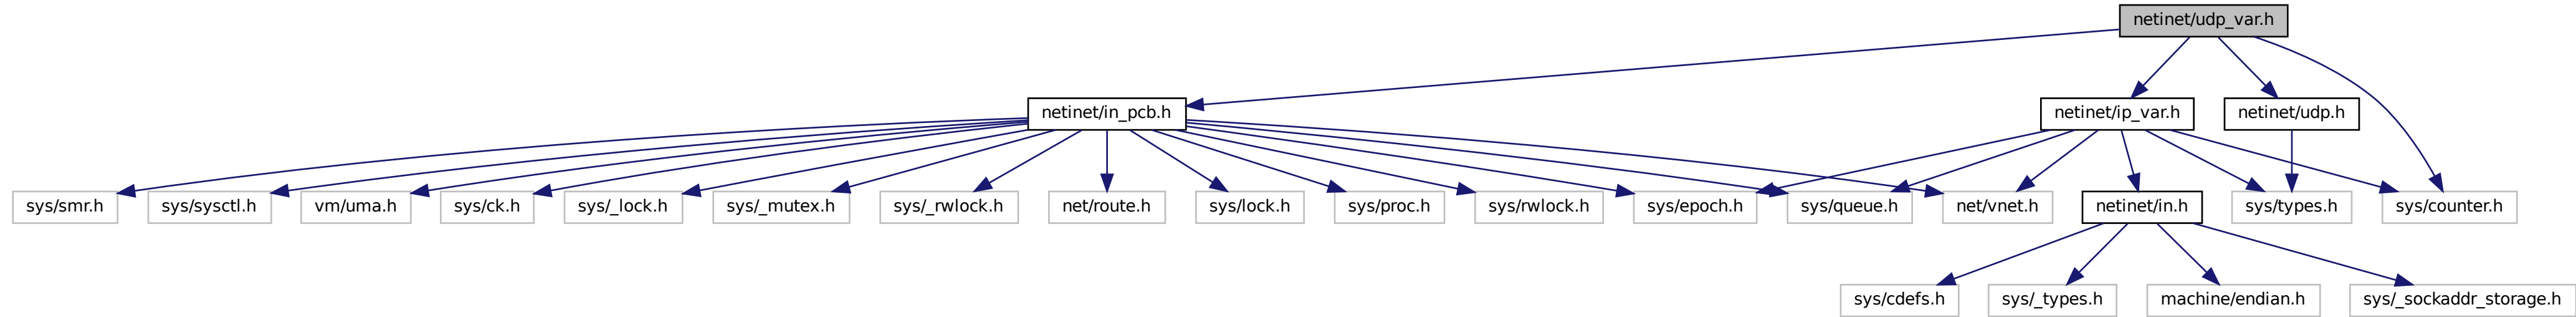 netinet/udp_var.h
netinet/in_pcb.h
netinet/ip_var.h
netinet/udp.h
sys/smr.h
sys/sysctl.h
vm/uma.h
sys/ck.h
sys/_lock.h
sys/_mutex.h
sys/_rwlock.h
net/route.h
sys/lock.h
sys/proc.h
sys/rwlock.h
sys/epoch.h
sys/queue.h
net/vnet.h
netinet/in.h
sys/types.h
sys/counter.h
sys/cdefs.h
sys/_types.h
machine/endian.h
sys/_sockaddr_storage.h